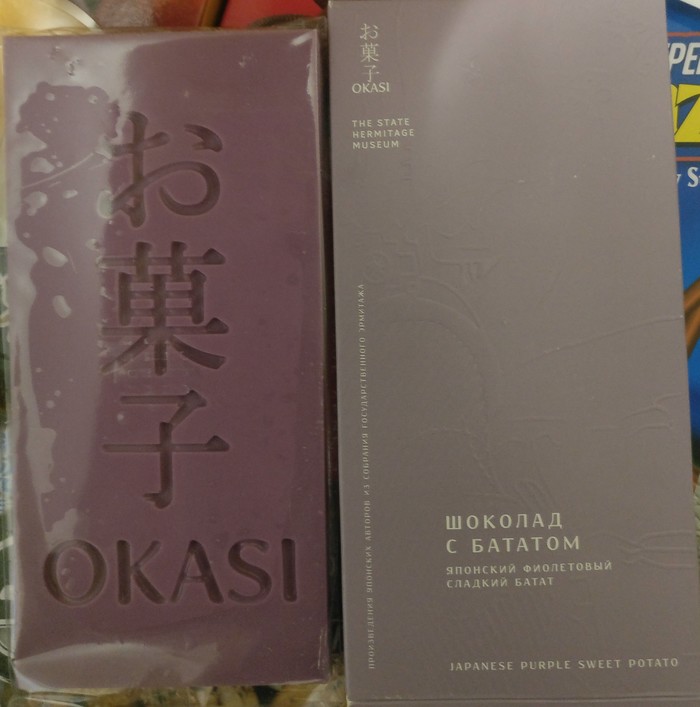 お
菓
子
OKASI
お
菓
子
OKASI
THE STATE
HERMITAGE
MUSEUM
ПРОИЗВЕДЕНИЯ ЯПОНСКИХ АВТОРОВ ИЗ СОБРАНИЯ ГОСУДАРСТВЕННОГО ЭРМИТАЖА
ШОКОЛАД
С БАТАТОМ
ЯПОНСКИЙ ФИОЛЕТОВЫЙ
СЛАДКИЙ БАТАТ
JAPANESE PURPLE SWEET POTATO